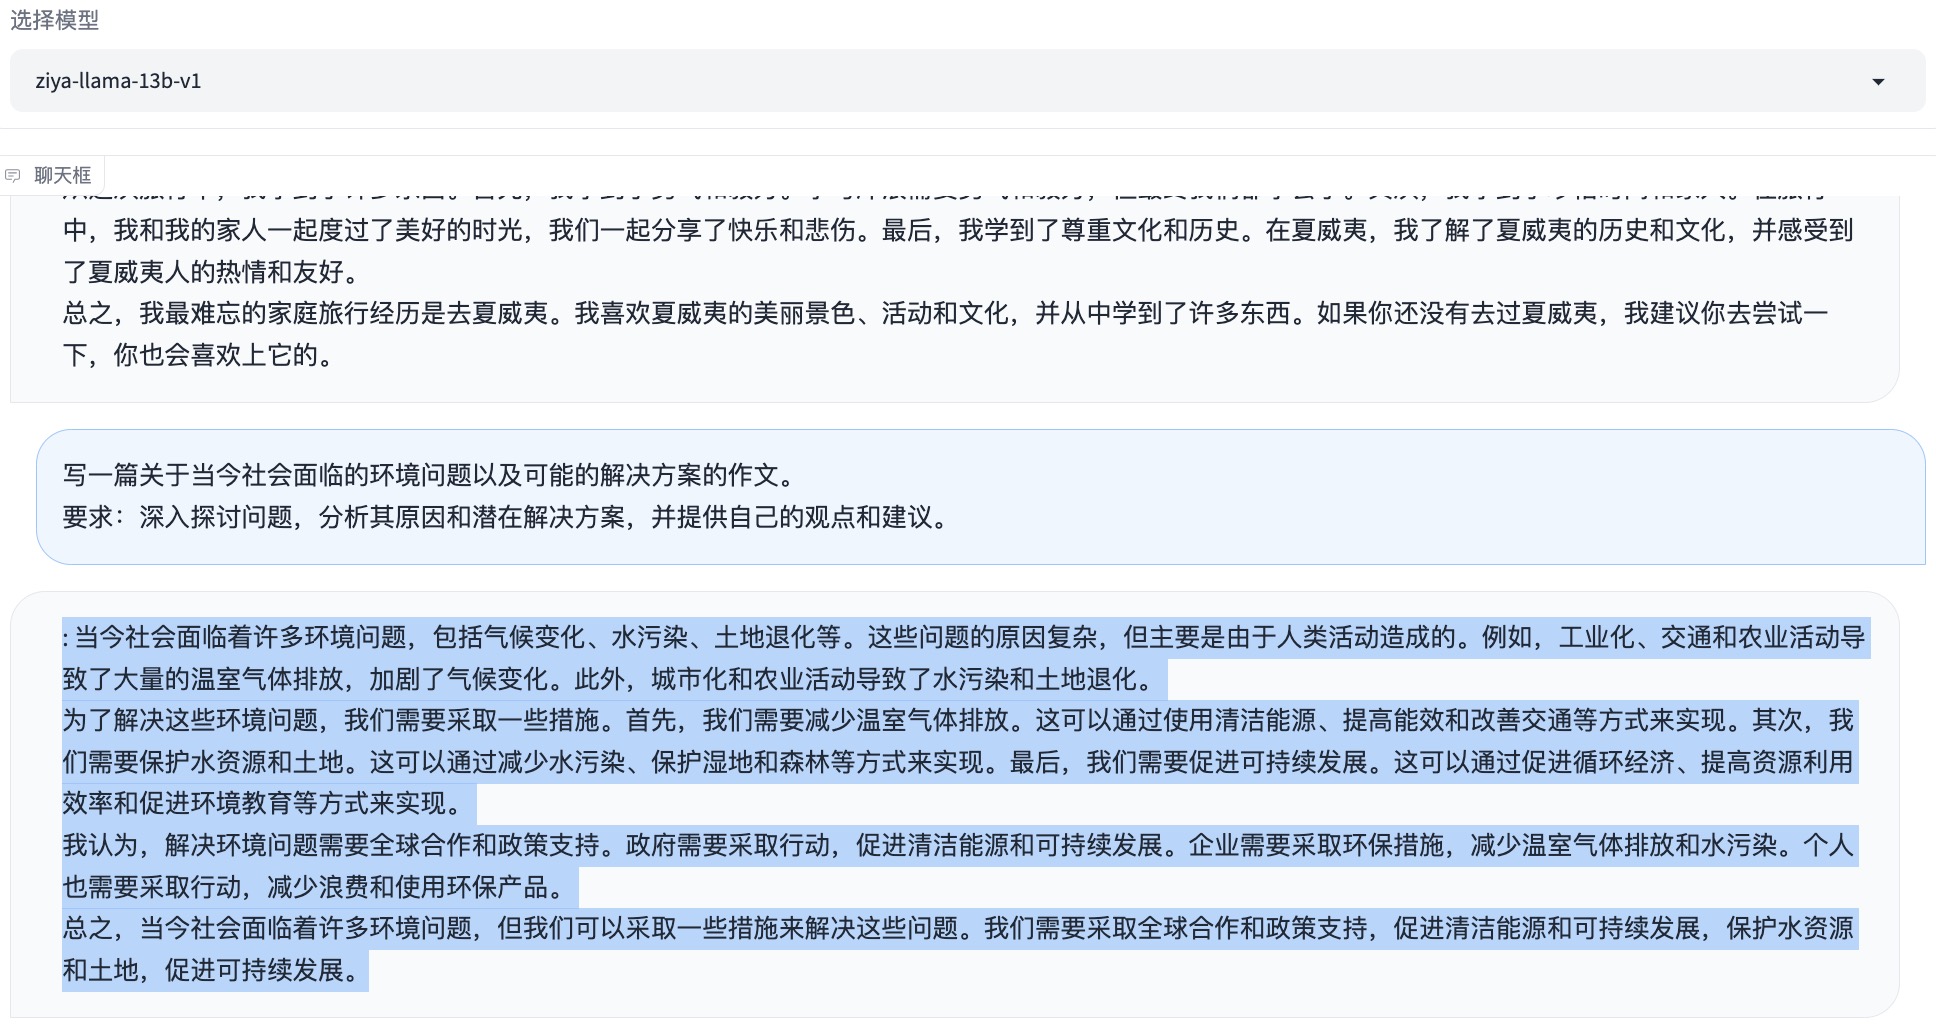 选择模型
ziya-llama-13b-v1
聊天框
中，我和我的家人一起度过了美好的时光，我们一起分享了快乐和悲伤。最后，我学到了尊重文化和历史。在夏威夷，我了解了夏威夷的历史和文化，并感受到
了夏威夷人的热情和友好。
总之，我最难忘的家庭旅行经历是去夏威夷。我喜欢夏威夷的美丽景色、活动和文化，并从中学到了许多东西。如果你还没有去过夏威夷，我建议你去尝试一
下，你也会喜欢上它的。
写一篇关于当今社会面临的环境问题以及可能的解决方案的作文。
要求：深入探讨问题，分析其原因和潜在解决方案，并提供自己的观点和建议。
: 当今社会面临着许多环境问题，包括气候变化、水污染、土地退化等。这些问题的原因复杂，但主要是由于人类活动造成的。例如，工业化、交通和农业活动导
致了大量的温室气体排放，加剧了气候变化。此外，城市化和农业活动导致了水污染和土地退化。
为了解决这些环境问题，我们需要采取一些措施。首先，我们需要减少温室气体排放。这可以通过使用清洁能源、提高能效和改善交通等方式来实现。其次，我
们需要保护水资源和土地。这可以通过减少水污染、保护湿地和森林等方式来实现。最后，我们需要促进可持续发展。这可以通过促进循环经济、提高资源利用
效率和促进环境教育等方式来实现。
我认为，解决环境问题需要全球合作和政策支持。政府需要采取行动，促进清洁能源和可持续发展。企业需要采取环保措施，减少温室气体排放和水污染。个人
也需要采取行动，减少浪费和使用环保产品。
总之，当今社会面临着许多环境问题，但我们可以采取一些措施来解决这些问题。我们需要采取全球合作和政策支持，促进清洁能源和可持续发展，保护水资源
和土地，促进可持续发展。